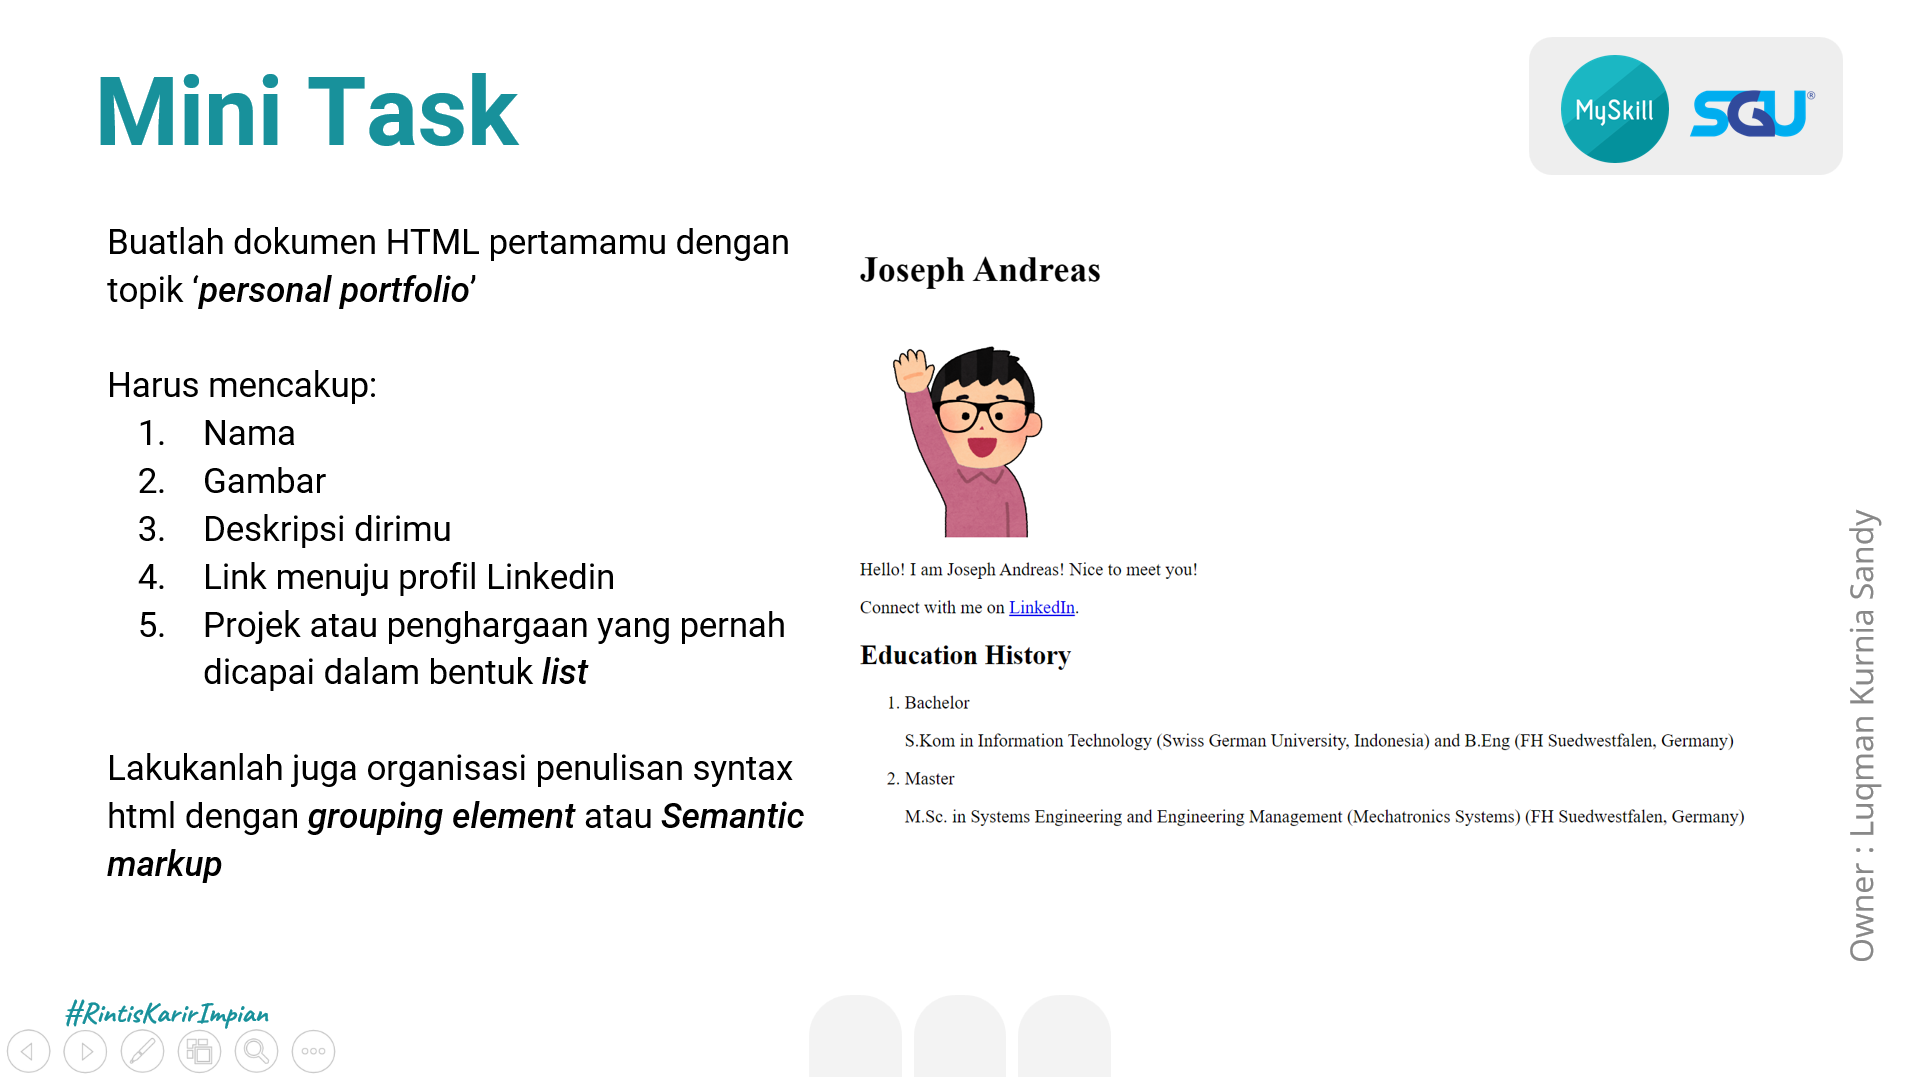 Mini Task
MySkill
SGU®
Buatlah dokumen HTML pertamamu dengan
topik ‘personal portfolio’
Harus mencakup:
1. Nama
2. Gambar
3. Deskripsi dirimu
4. Link menuju profil Linkedin
5. Projek atau penghargaan yang pernah
dicapai dalam bentuk list
Lakukanlah juga organisasi penulisan syntax
html dengan grouping element atau Semantic
markup
Joseph Andreas
Hello! I am Joseph Andreas! Nice to meet you!
Connect with me on LinkedIn.
Education History
1. Bachelor
S.Kom in Information Technology (Swiss German University, Indonesia) and B.Eng (FH Suedwestfalen, Germany)
2. Master
M.Sc. in Systems Engineering and Engineering Management (Mechatronics Systems) (FH Suedwestfalen, Germany)
Owner : Luqman Kurnia Sandy
#RintisKarirImpian